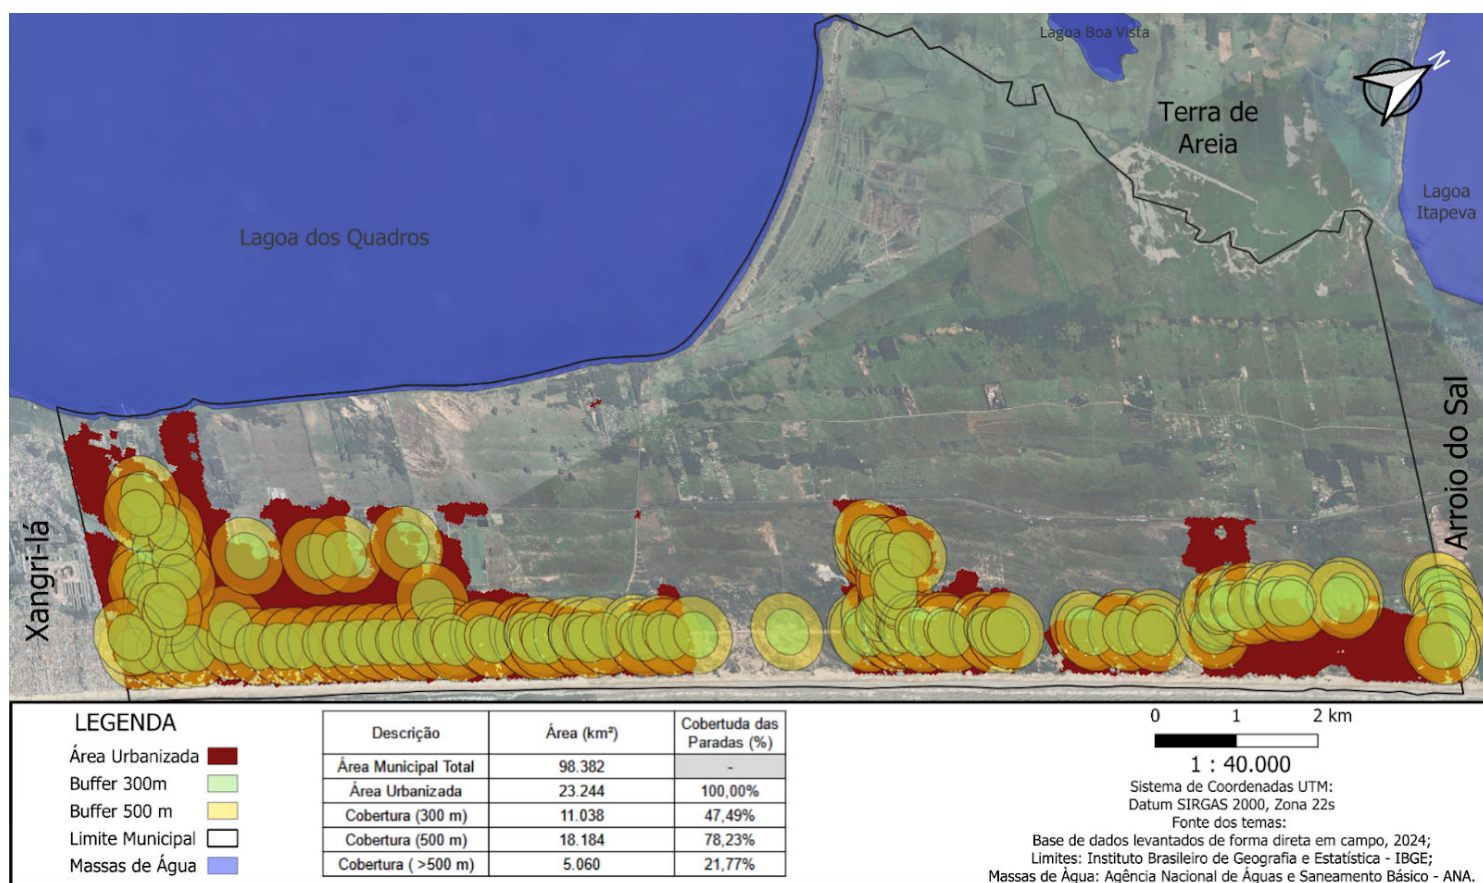 Lagoa Boa Vista
N
Terra de
Areia
Lagoa
Itapeva
Lagoa dos Quadros
Xangri-lá
Arroio do Sal
LEGENDA
Área Urbanizada
Buffer 300m
Buffer 500 m
Limite Municipal
Massas de Água
Descrição Área (km²) Cobertuda das
Paradas (%)
Área Municipal Total 98.382 -
Área Urbanizada 23.244 100,00%
Cobertura (300 m) 11.038 47,49%
Cobertura (500 m) 18.184 78,23%
Cobertura ( >500 m) 5.060 21,77%
0 1 2 km
1 : 40.000
Sistema de Coordenadas UTM:
Datum SIRGAS 2000, Zona 22s
Fonte dos temas:
Base de dados levantados de forma direta em campo, 2024;
Limites: Instituto Brasileiro de Geografia e Estatística - IBGE;
Massas de Àgua: Agência Nacional de Águas e Saneamento Básico - ANA.